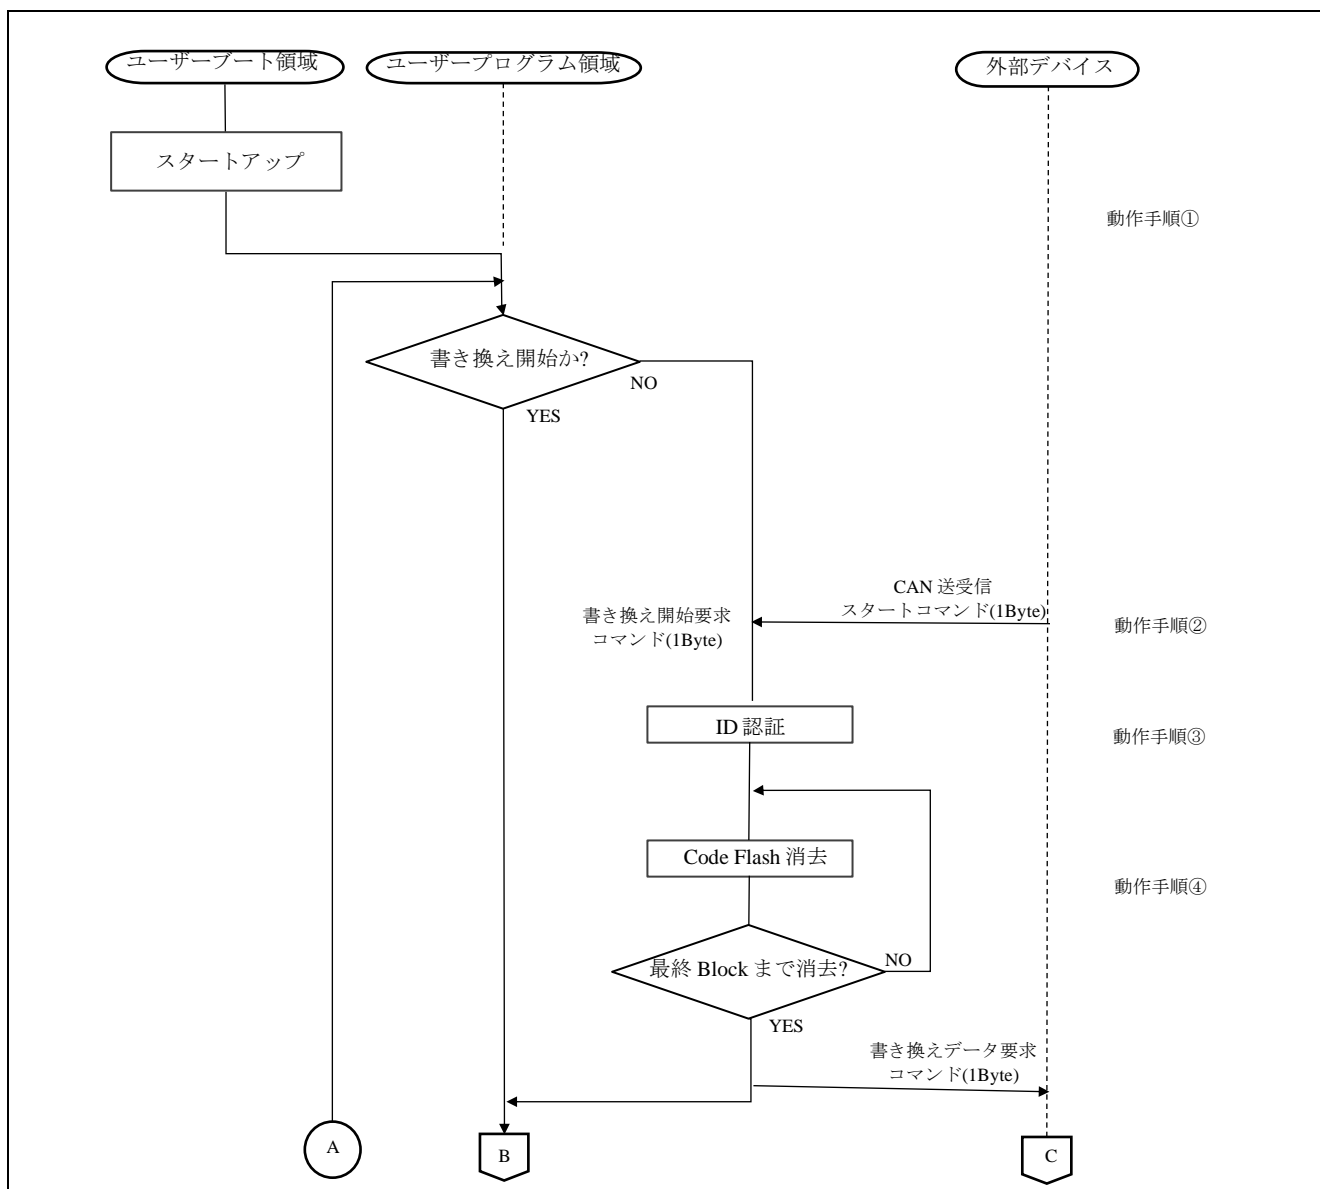 ユーザーブート領域
ユーザープログラム領域
外部デバイス
スタートアップ
動作手順①
書き換え開始か?
NO
YES
CAN 送受信
スタートコマンド(1Byte)
書き換え開始要求
コマンド(1Byte)
動作手順②
ID 認証
動作手順③
Code Flash 消去
動作手順④
最終 Block まで消去?
NO
YES
書き換えデータ要求
コマンド(1Byte)
A
B
C